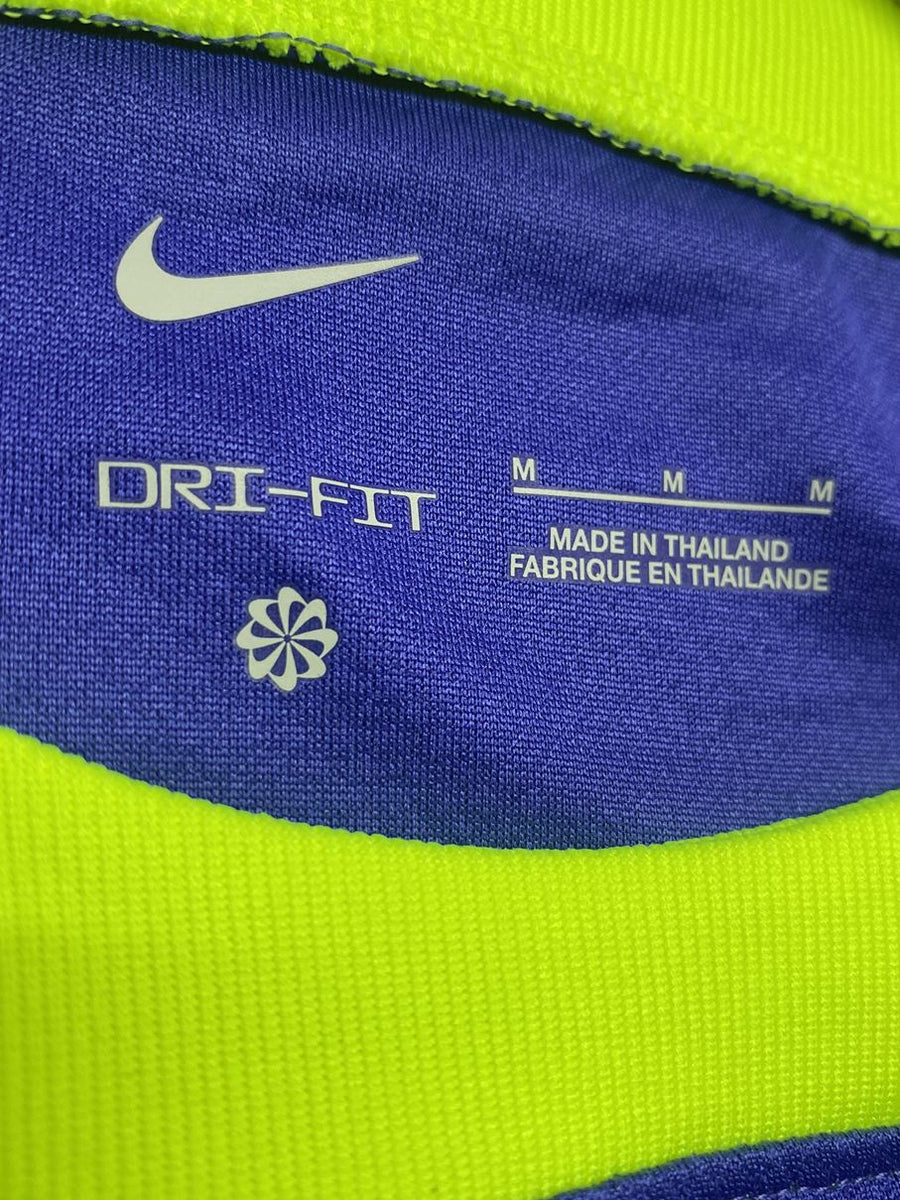 DRI-FIT
M M M
MADE IN THAILAND
FABRIQUE EN THAILANDE